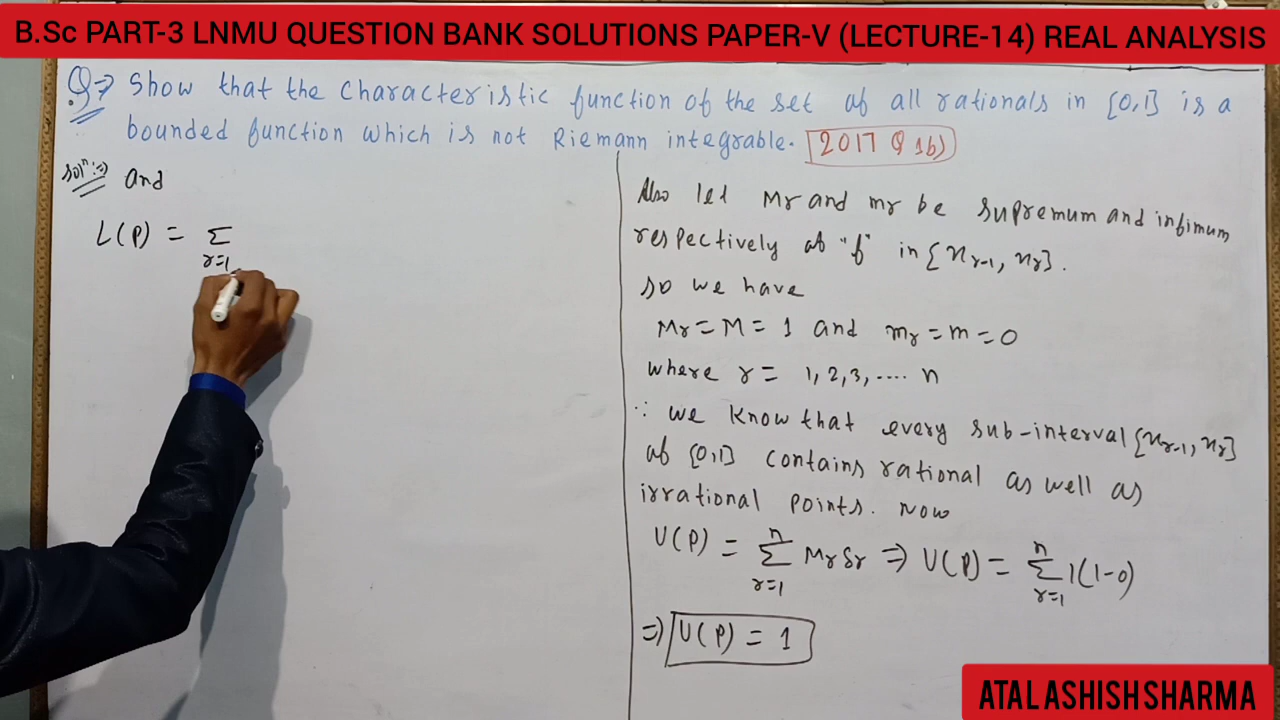 B.Sc PART-3 LNMU QUESTION BANK SOLUTIONS PAPER-V (LECTURE-14) REAL ANALYSIS
Q⇒ Show that the characteristic function of the set of all rationals in [0,1] is a
bounded function which is not Riemann integrable. 2017 Q 1b)
Solⁿ:⇒ and
L(P) = Σ
r=1
Also let Mr and mr be supremum and infimum
respectively of "f" in [xr-1, xr].
so we have
Mr = M = 1 and mr = m = 0
where r = 1, 2, 3, .... n
∵ we know that every sub-interval [xr-1, xr]
of [0,1] contains rational as well as
irrational points. Now
U(P) = n Σ r=1 Mr δr ⇒ U(P) = n Σ r=1 1(1-0)
⇒ U(P) = 1
ATAL ASHISH SHARMA